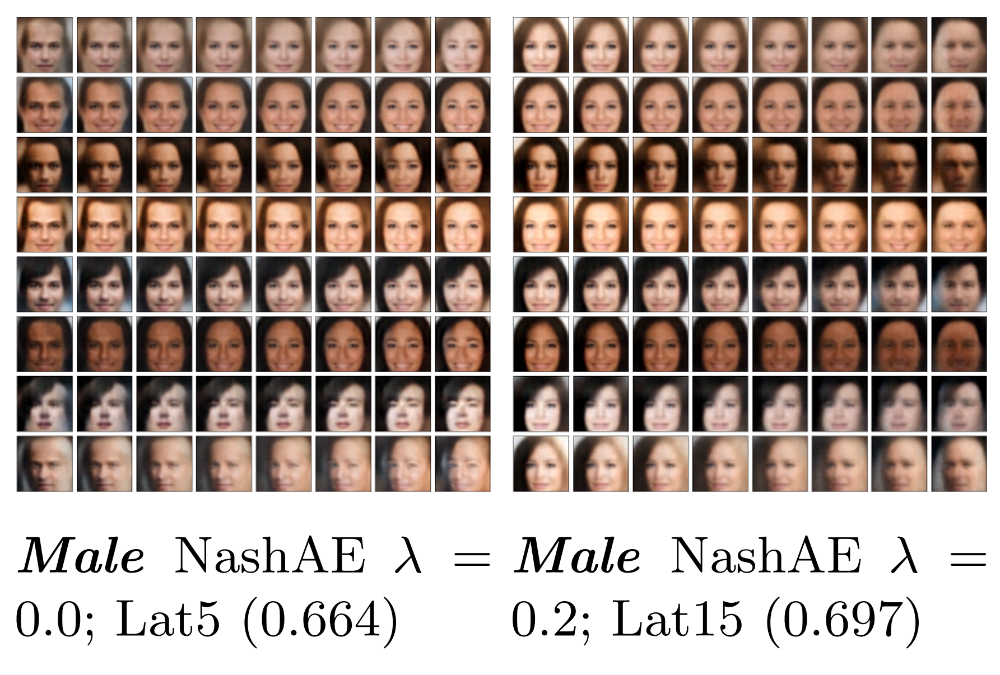 Male NashAE λ =
0.0; Lat5 (0.664)
Male NashAE λ =
0.2; Lat15 (0.697)